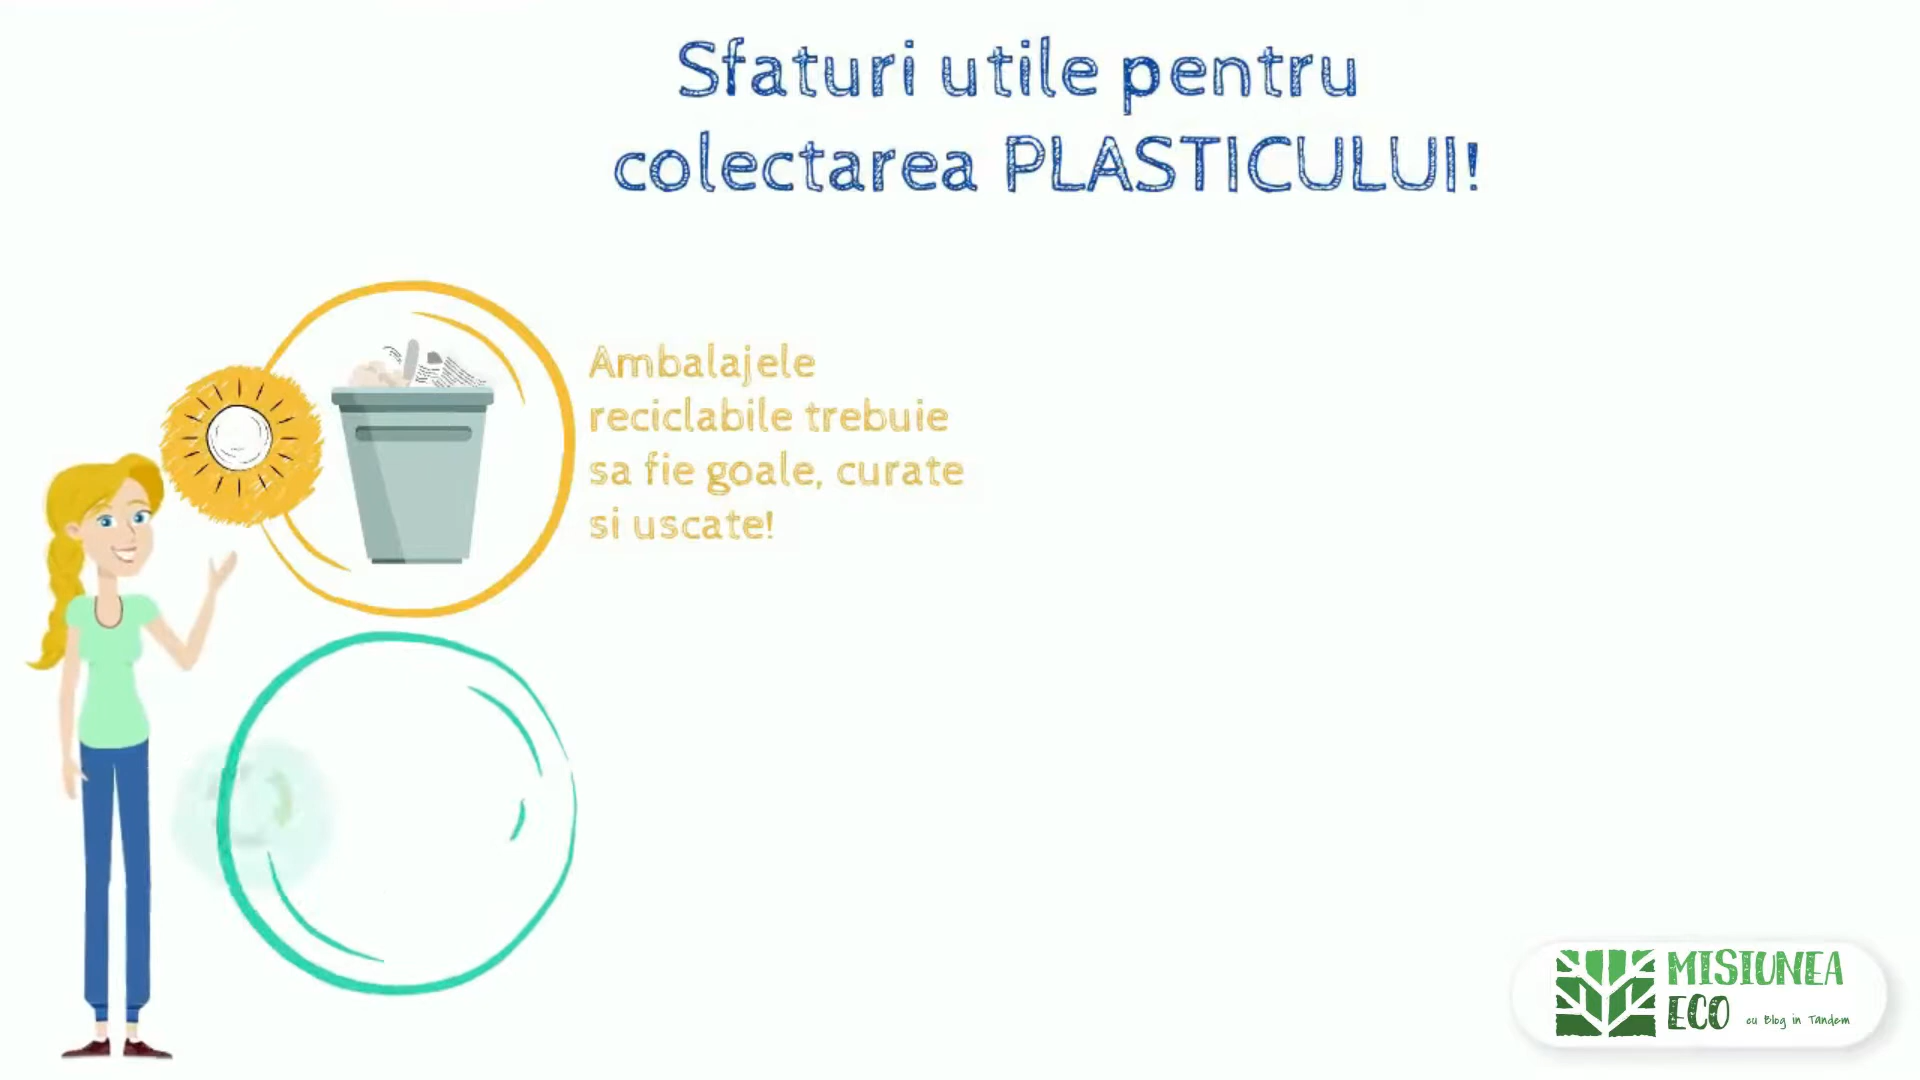 Sfaturi utile pentru
colectarea PLASTICULUI!
Ambalajele
reciclabile trebuie
sa fie goale, curate
si uscate!
MISIUNEA
ECO cu Blog in Tandem